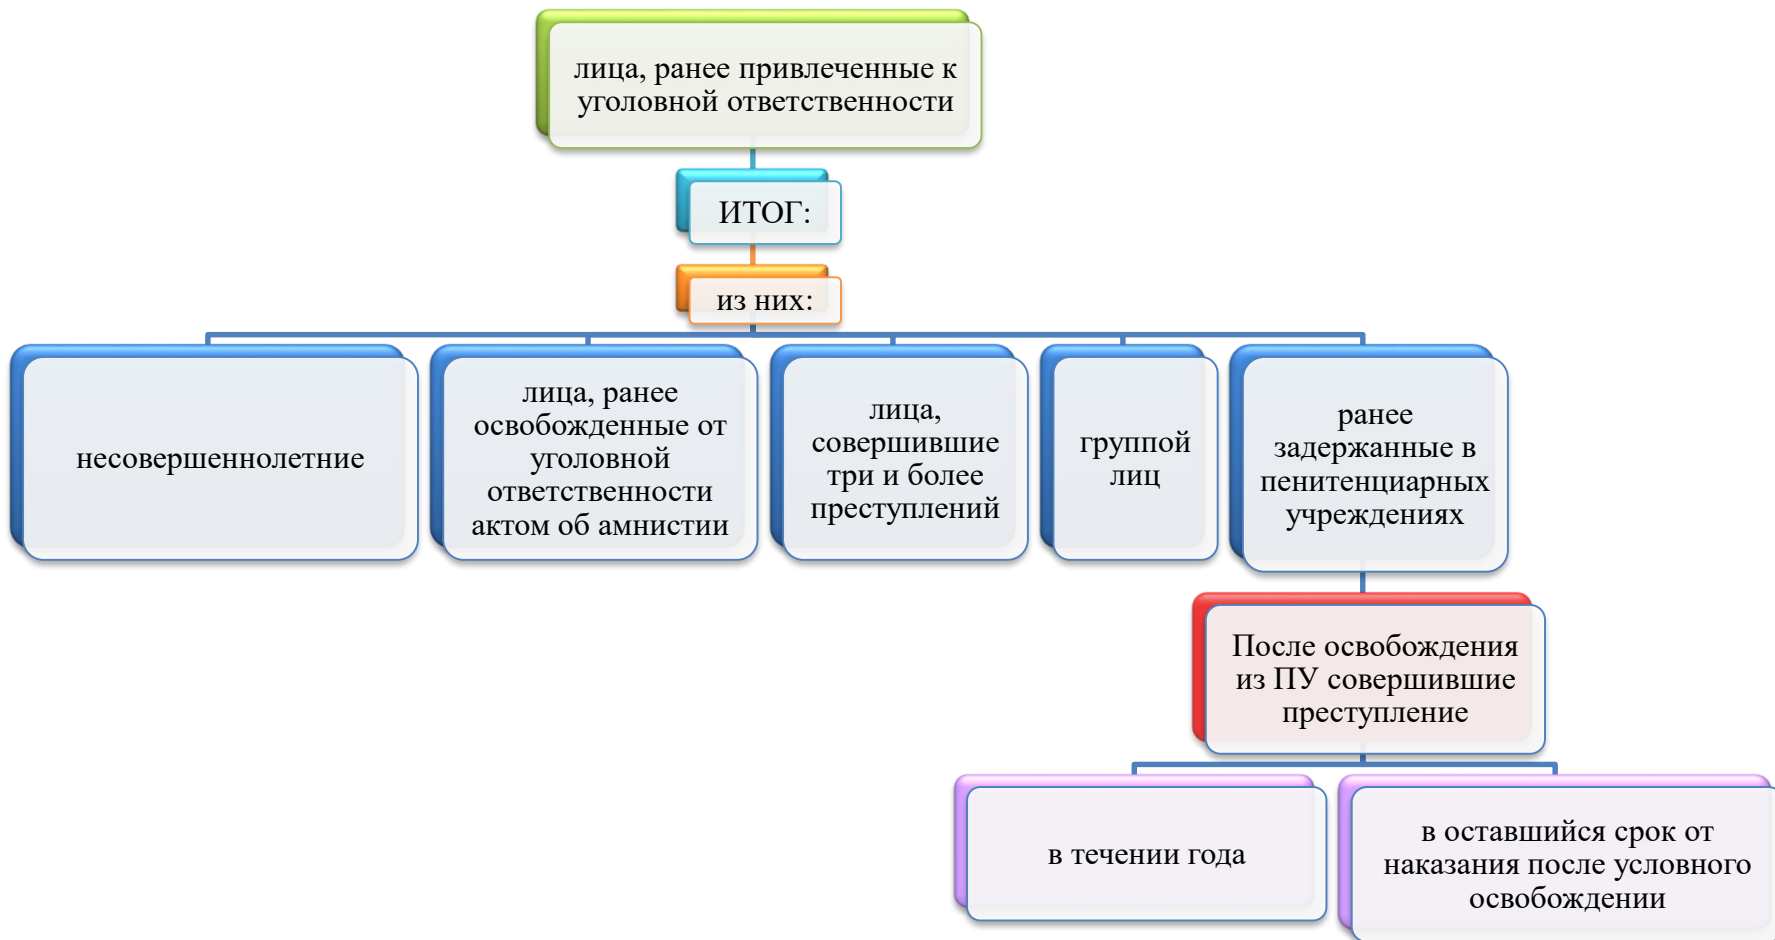 лица, ранее привлеченные к
уголовной ответственности
ИТОГ:
из них:
несовершеннолетние
лица, ранее
освобожденные от
уголовной
ответственности
актом об амнистии
лица,
совершившие
три и более
преступлений
группой
лиц
ранее
задержанные в
пенитенциарных
учреждениях
После освобождения
из ПУ совершившие
преступление
в течении года
в оставшийся срок от
наказания после условного
освобождении